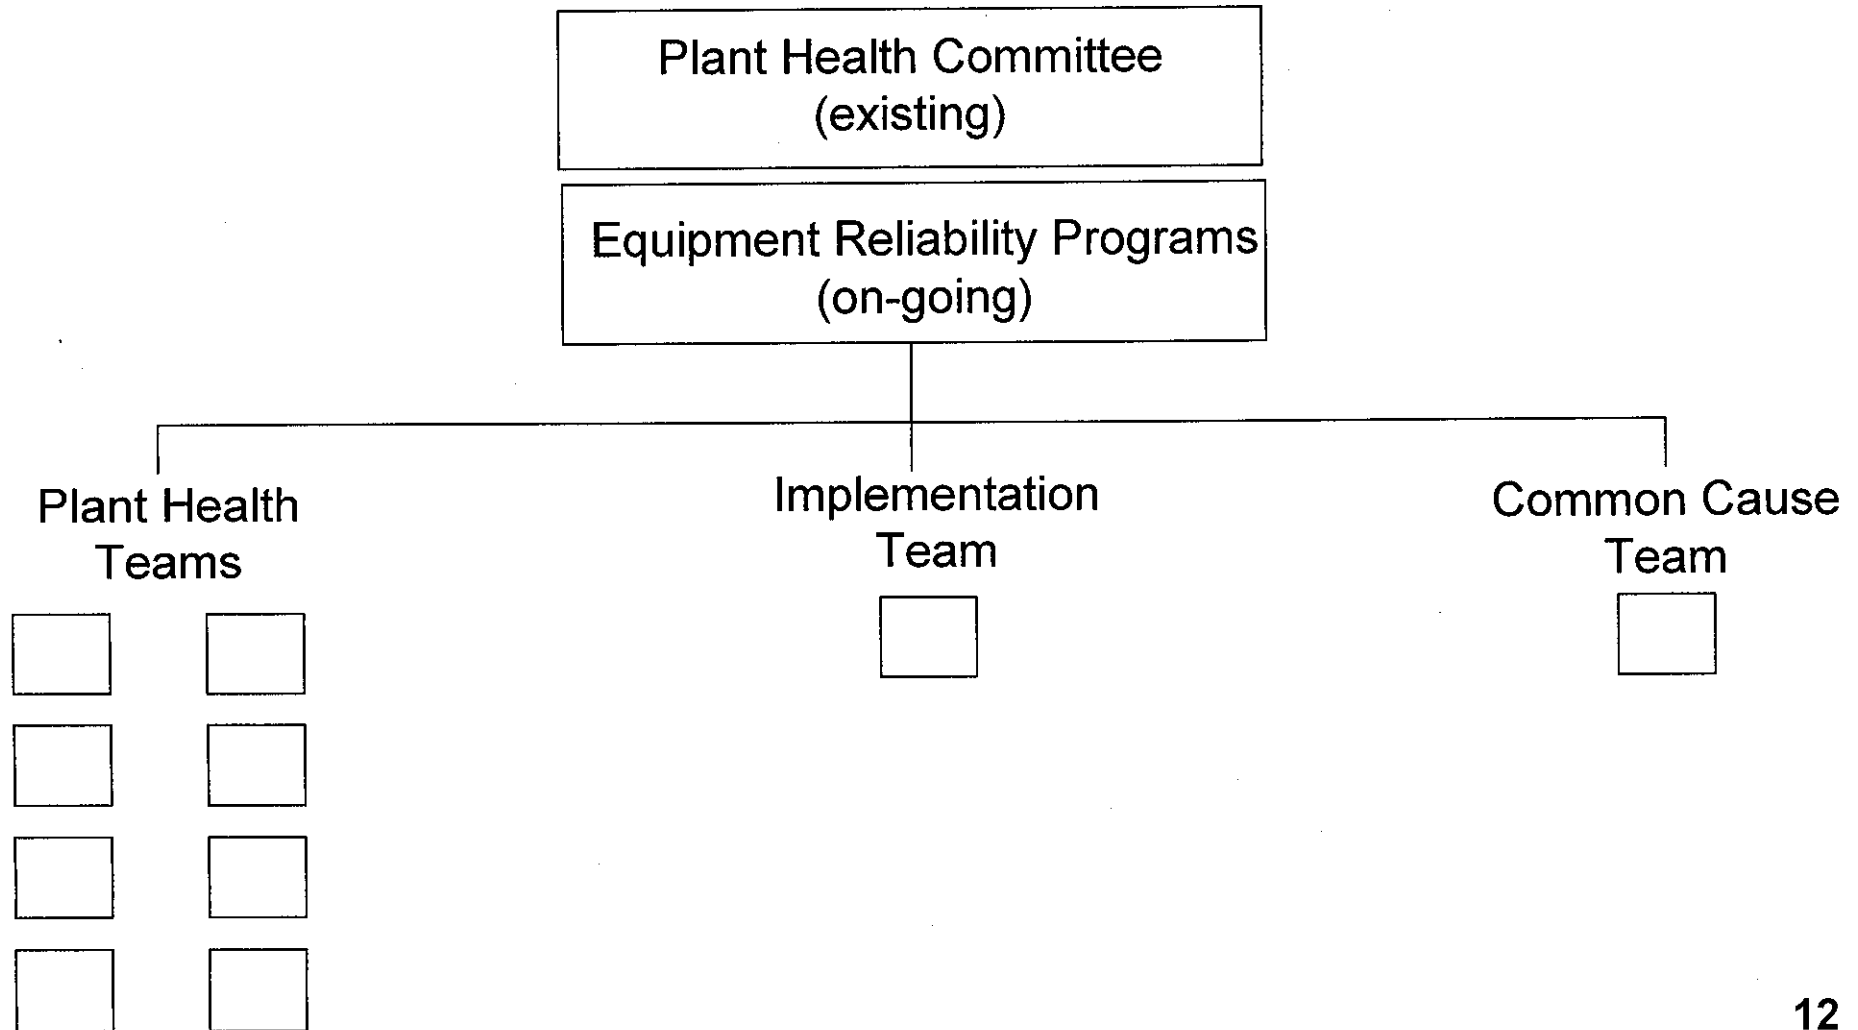 Plant Health Committee
(existing)
Equipment Reliability Programs
(on-going)
Plant Health
Teams
Implementation
Team
Common Cause
Team
12